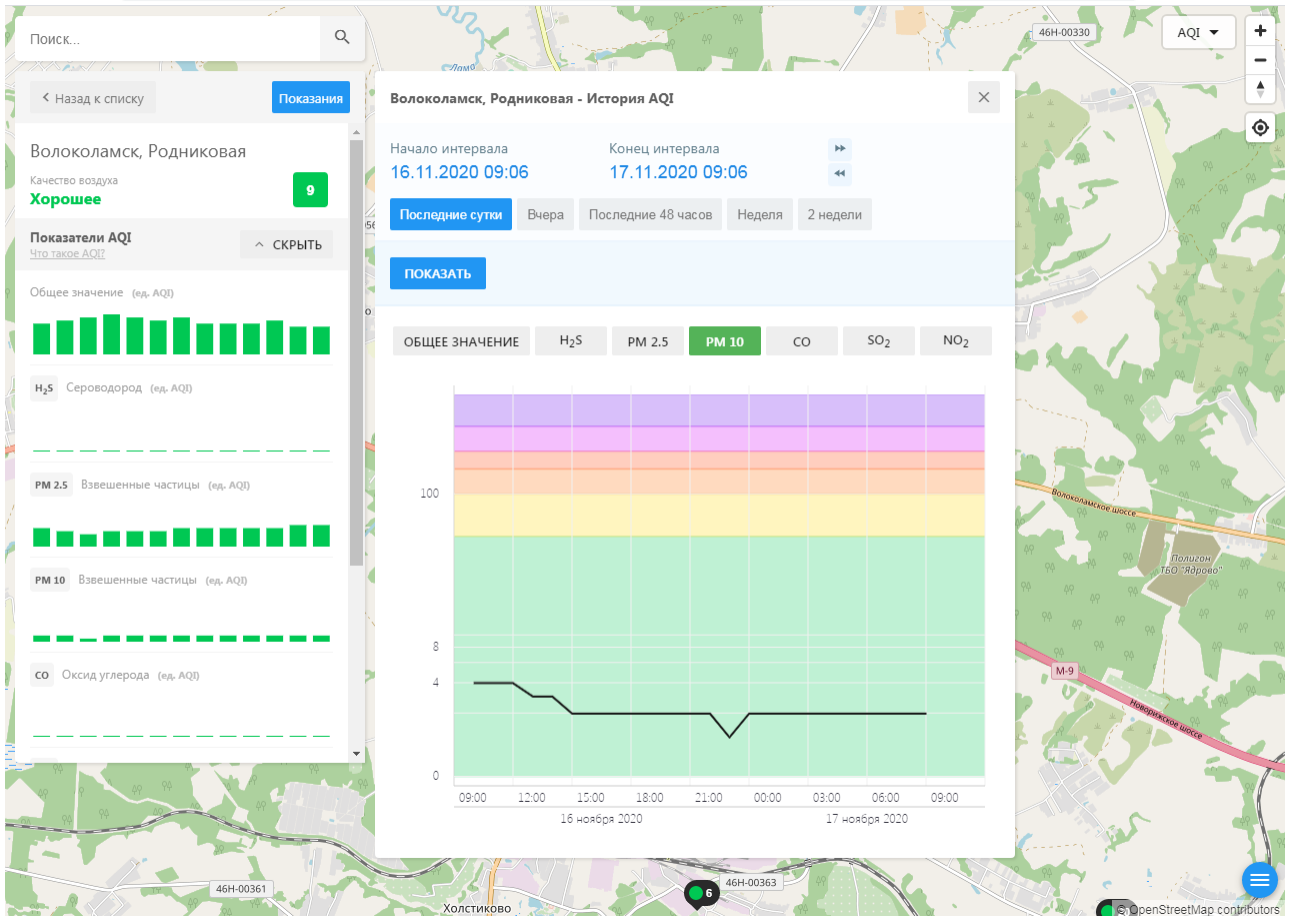 Поиск...
46Н-00330
AQI
Ламо
Назад к списку
Показания
Волоколамск, Родниковая
Качество воздуха
Хорошее
9
Показатели AQI
Что такое AQI?
СКРЫТЬ
Общее значение (ед. AQI)
H2S Сероводород (ед. AQI)
PM 2.5 Взвешенные частицы (ед. AQI)
PM 10 Взвешенные частицы (ед. AQI)
CO Оксид углерода (ед. AQI)
Волоколамск, Родниковая - История AQI
Начало интервала
Конец интервала
16.11.2020 09:06
17.11.2020 09:06
Последние сутки
Вчера
Последние 48 часов
Неделя
2 недели
ПОКАЗАТЬ
ОБЩЕЕ ЗНАЧЕНИЕ
H2S
PM 2.5
PM 10
CO
SO2
NO2
100
8
4
0
09:00 12:00 15:00 18:00 21:00 00:00 03:00 06:00 09:00
16 ноября 2020
17 ноября 2020
Волоколамское шоссе
Полигон
ТБО "Ядрово"
М-9
Новорижское шоссе
46Н-00361
46Н-00363
6
Холстиково
© OpenStreetMap contributors